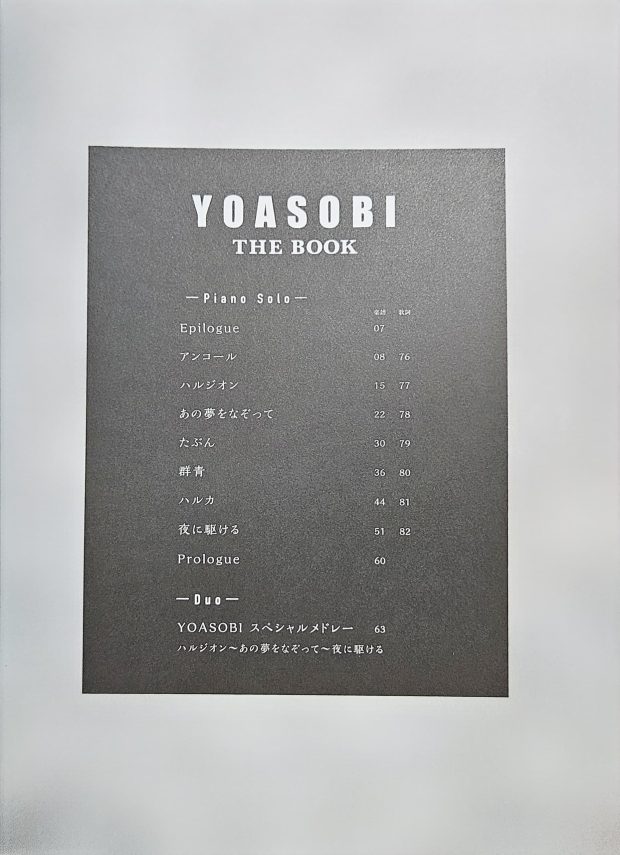 YOASOBI
THE BOOK
—Piano Solo—
楽譜 歌詞
Epilogue 07
アンコール 08 76
ハルジオン 15 77
あの夢をなぞって 22 78
たぶん 30 79
群青 36 80
ハルカ 44 81
夜に駆ける 51 82
Prologue 60
—Duo—
YOASOBI スペシャルメドレー 63
ハルジオン〜あの夢をなぞって〜夜に駆ける